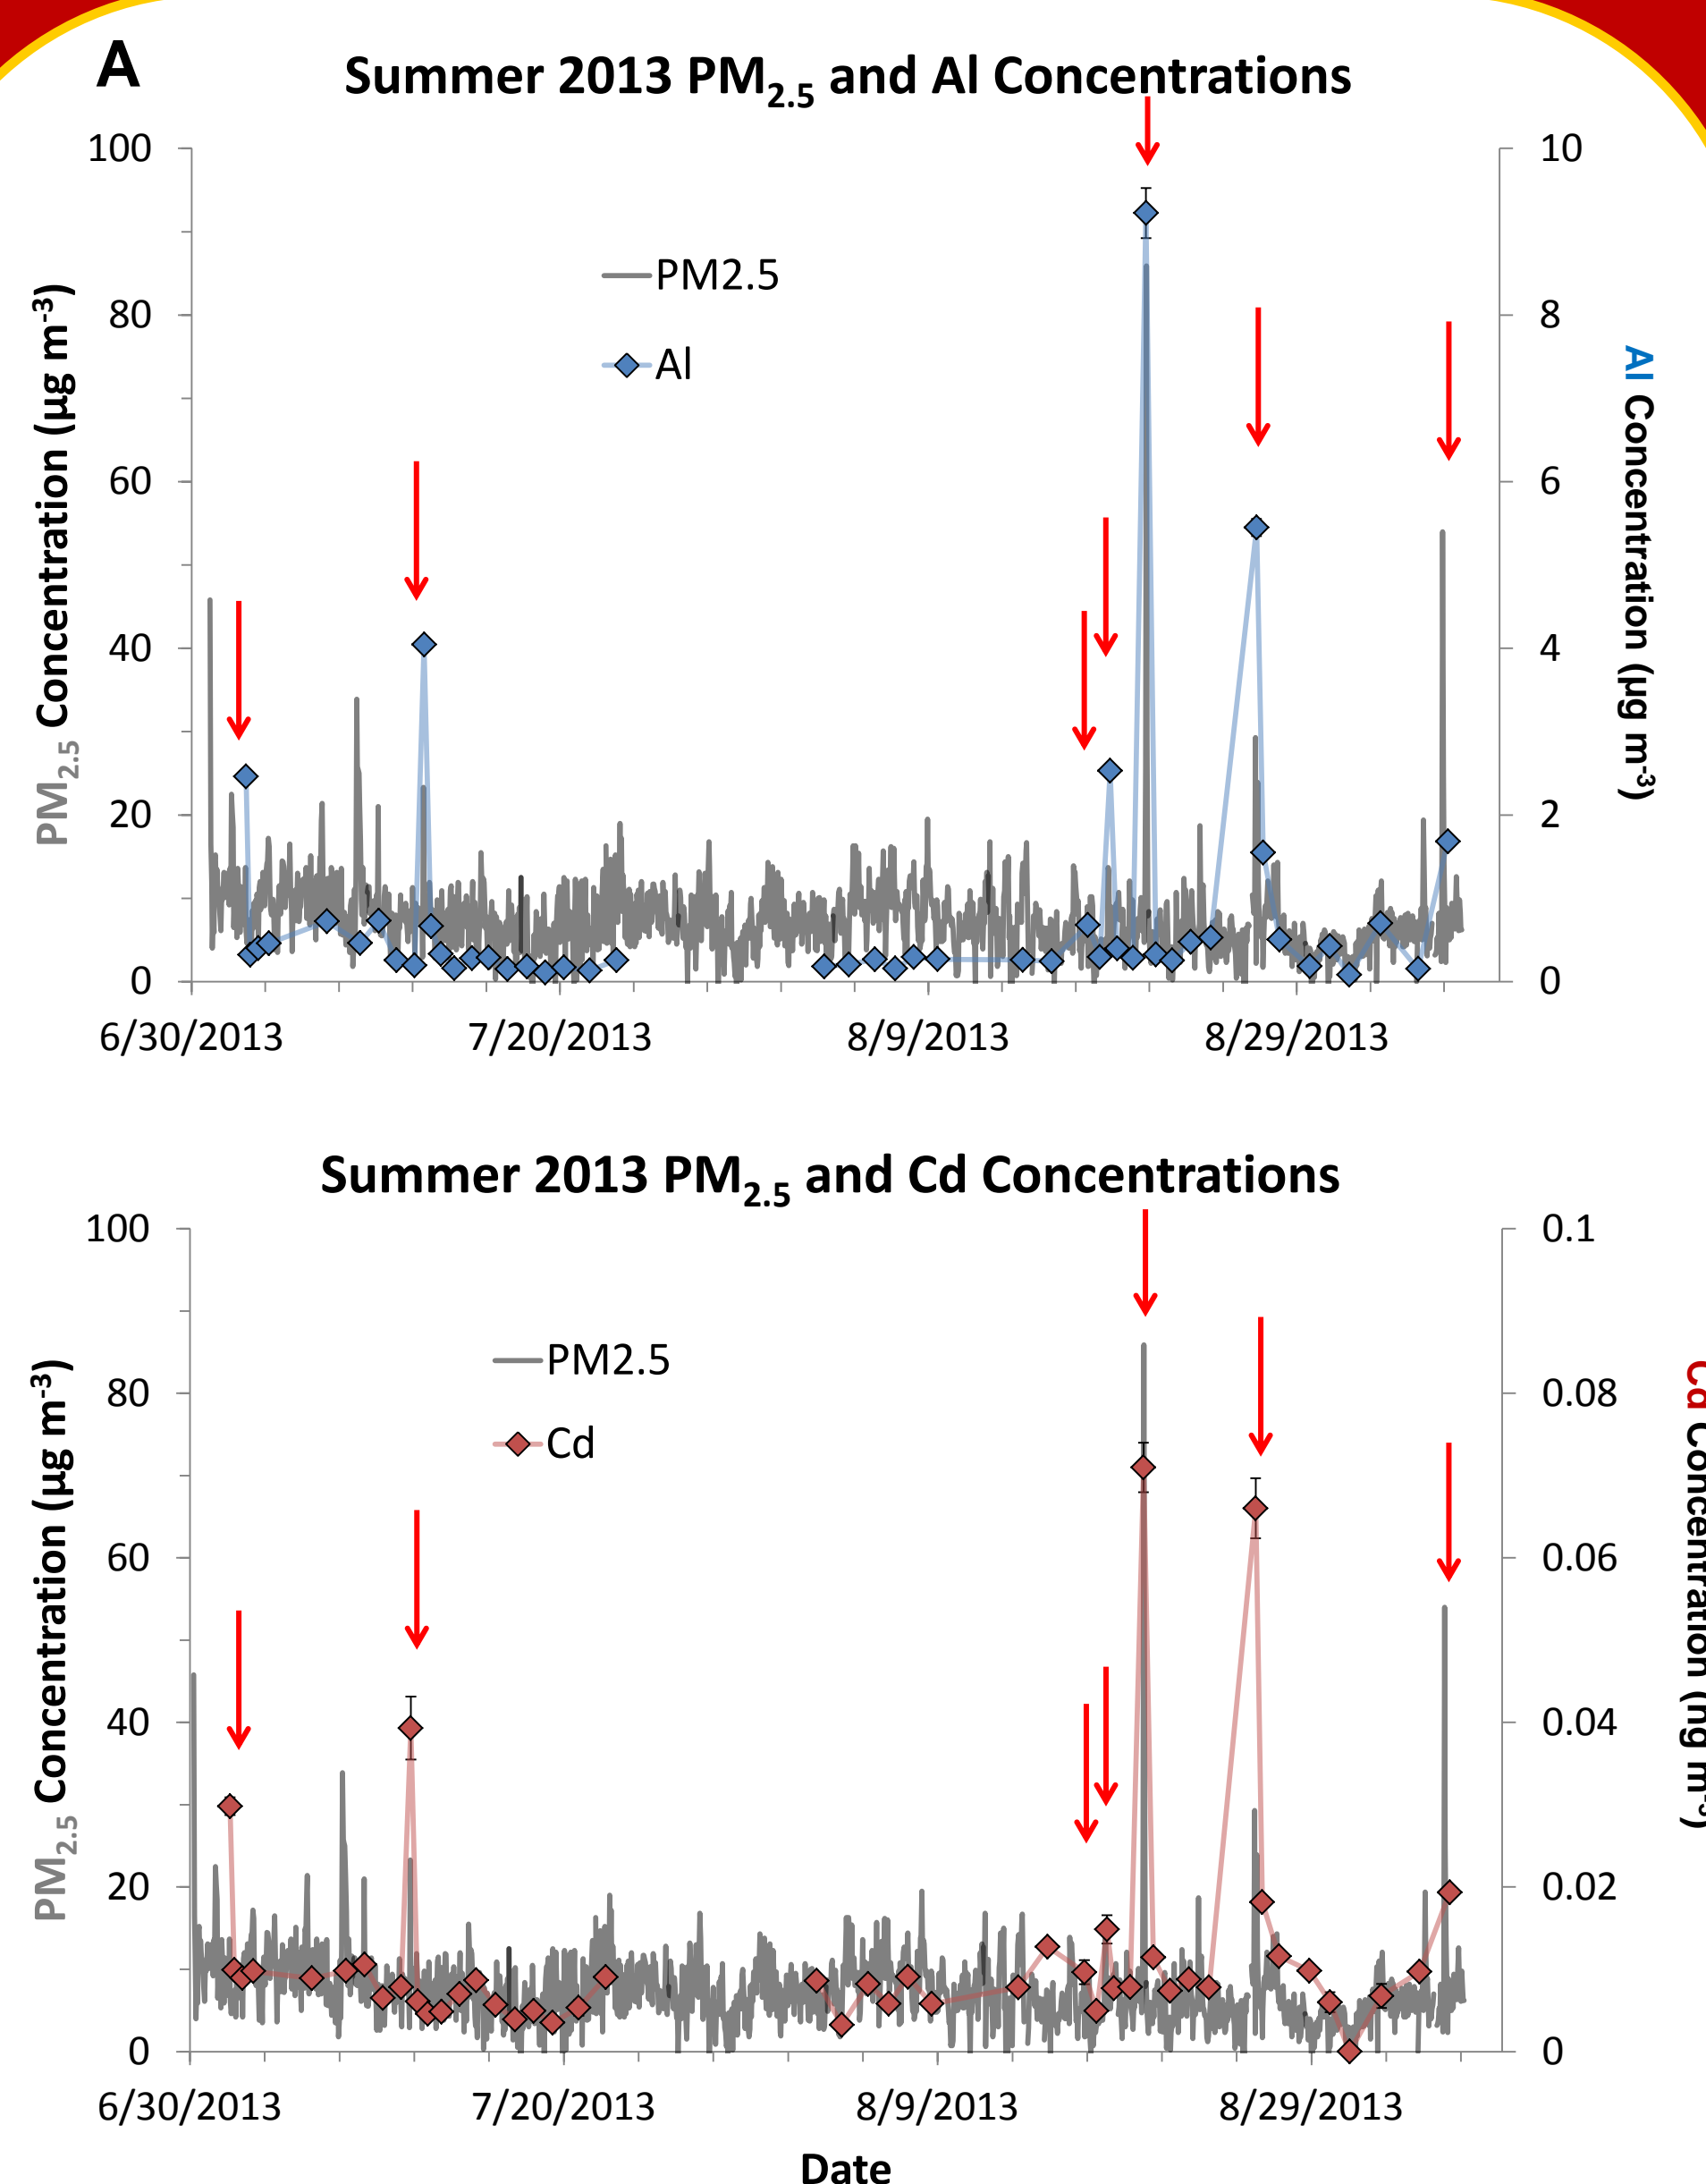 A
Summer 2013 PM2.5 and Al Concentrations
100
80
60
40
20
0
PM2.5 Concentration (µg m-3)
PM2.5
Al
10
8
6
4
2
0
Al Concentration (µg m-3)
6/30/2013
7/20/2013
8/9/2013
8/29/2013
Summer 2013 PM2.5 and Cd Concentrations
100
80
60
40
20
0
PM2.5 Concentration (µg m-3)
PM2.5
Cd
0.1
0.08
0.06
0.04
0.02
0
Cd Concentration (ng m-3)
6/30/2013
7/20/2013
8/9/2013
8/29/2013
Date